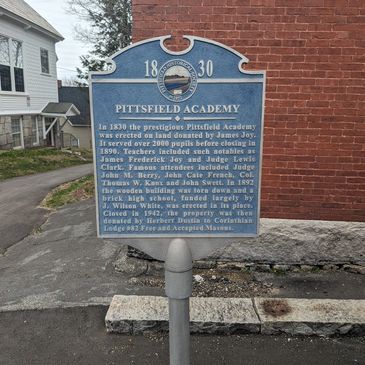 18 30
PITTSFIELD ACADEMY
In 1830 the prestigious Pittsfield Academy
was erected on land donated by James Joy.
It served over 2000 pupils before closing in
1890. Teachers included such notables as
James Frederick Joy and Judge Lewis
Clark. Famous attendees included Judge
John M. Berry, John Cate French, Col.
Thomas W. Knox and John Swett. In 1892
the wooden building was torn down and a
brick high school, funded largely by
J. Wilson White, was erected in its place.
Closed in 1942, the property was then
donated by Herbert Dustin to Corinthian
Lodge #82 Free and Accepted Masons.